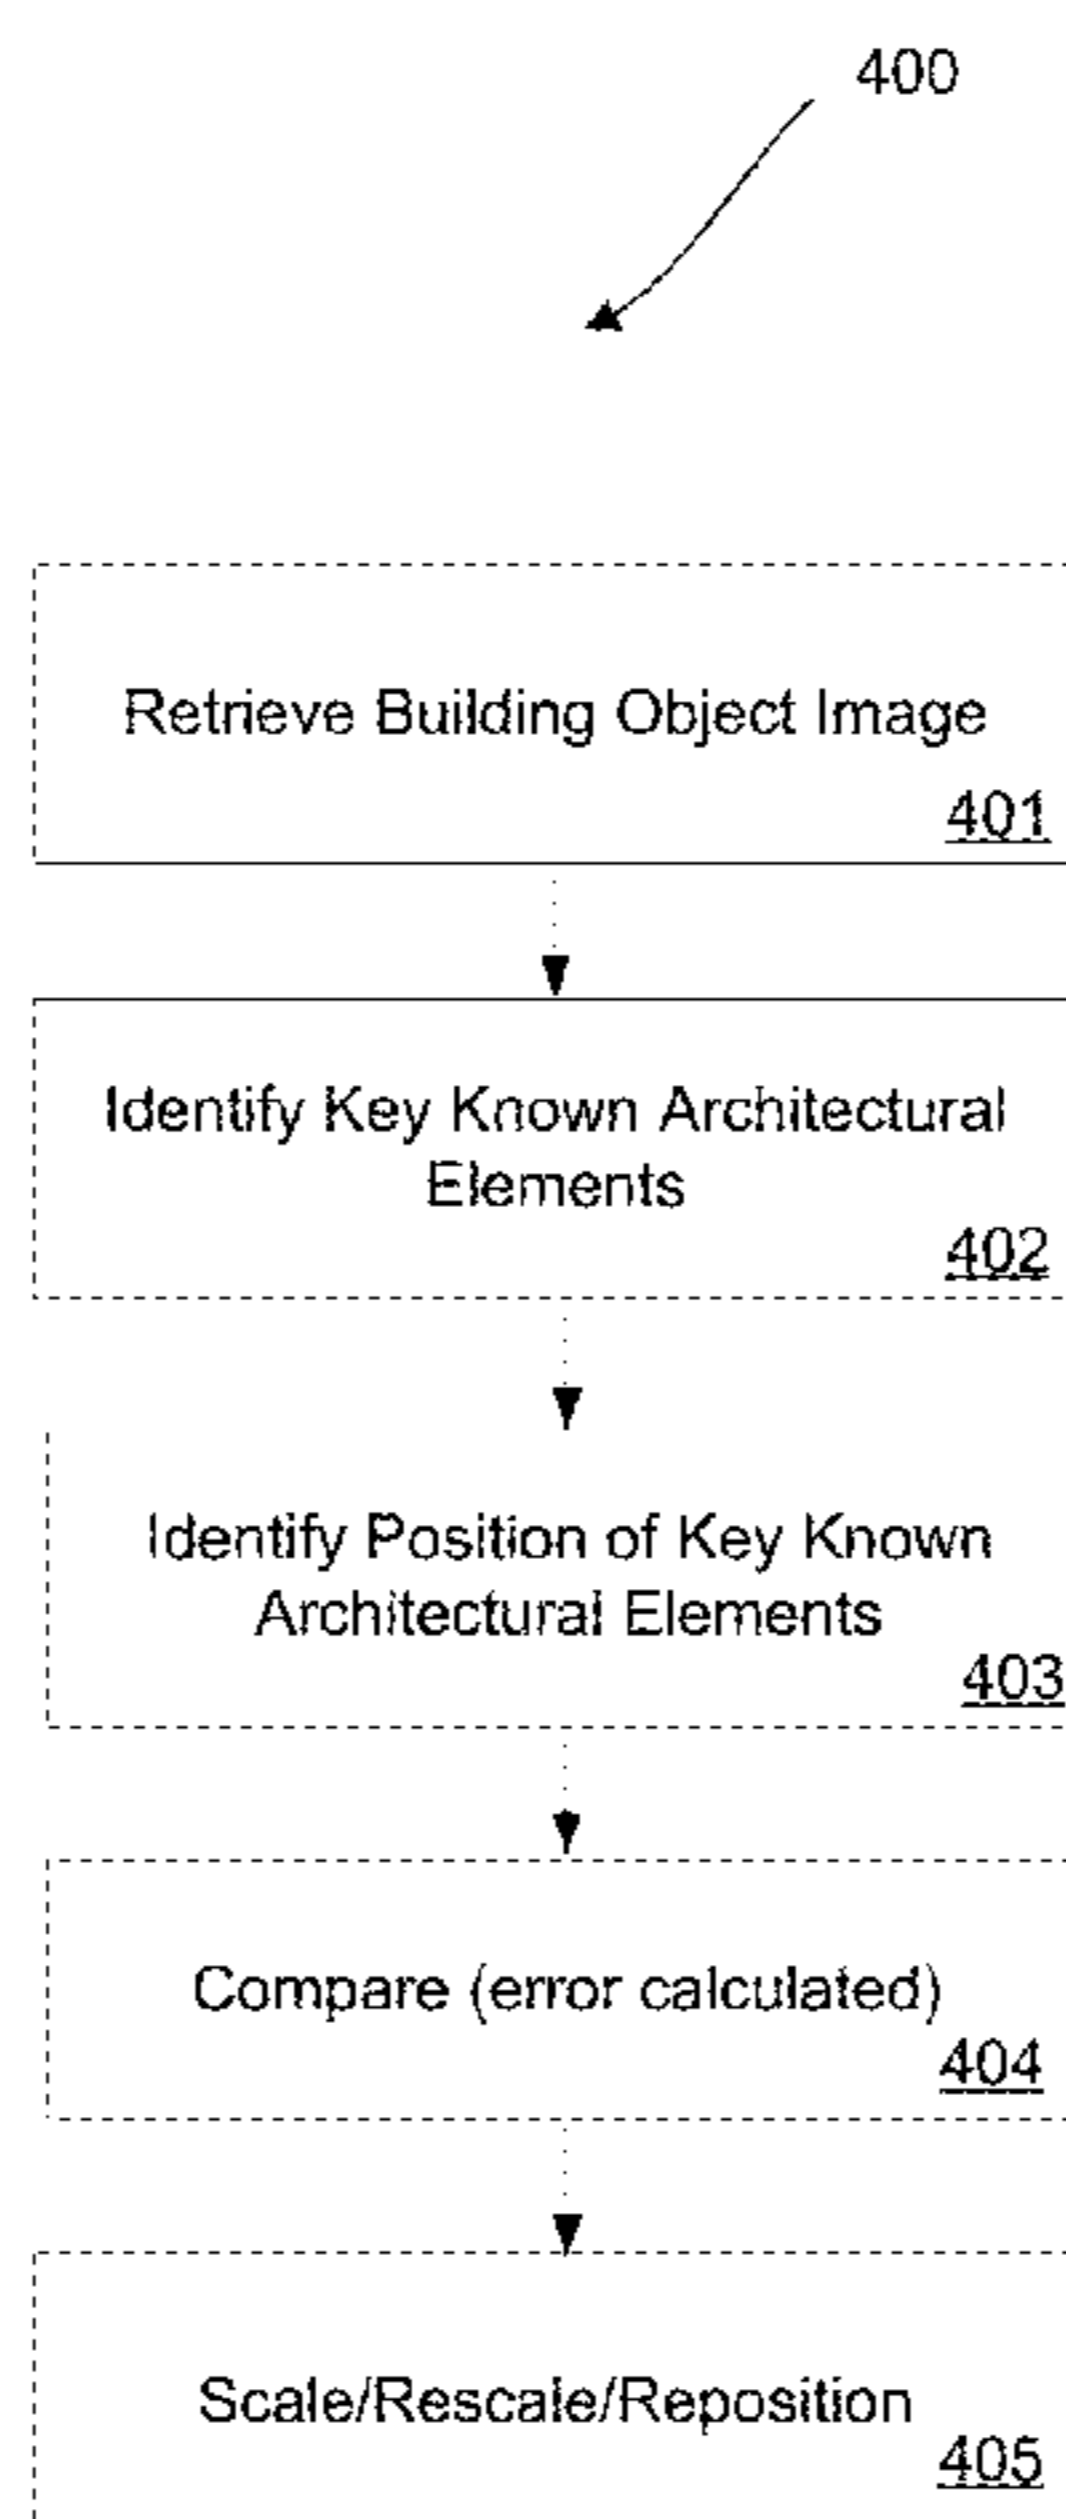 400
Retrieve Building Object Image
401
Identify Key Known Architectural
Elements
402
Identify Position of Key Known
Architectural Elements
403
Compare (error calculated)
404
Scale/Rescale/Reposition
405